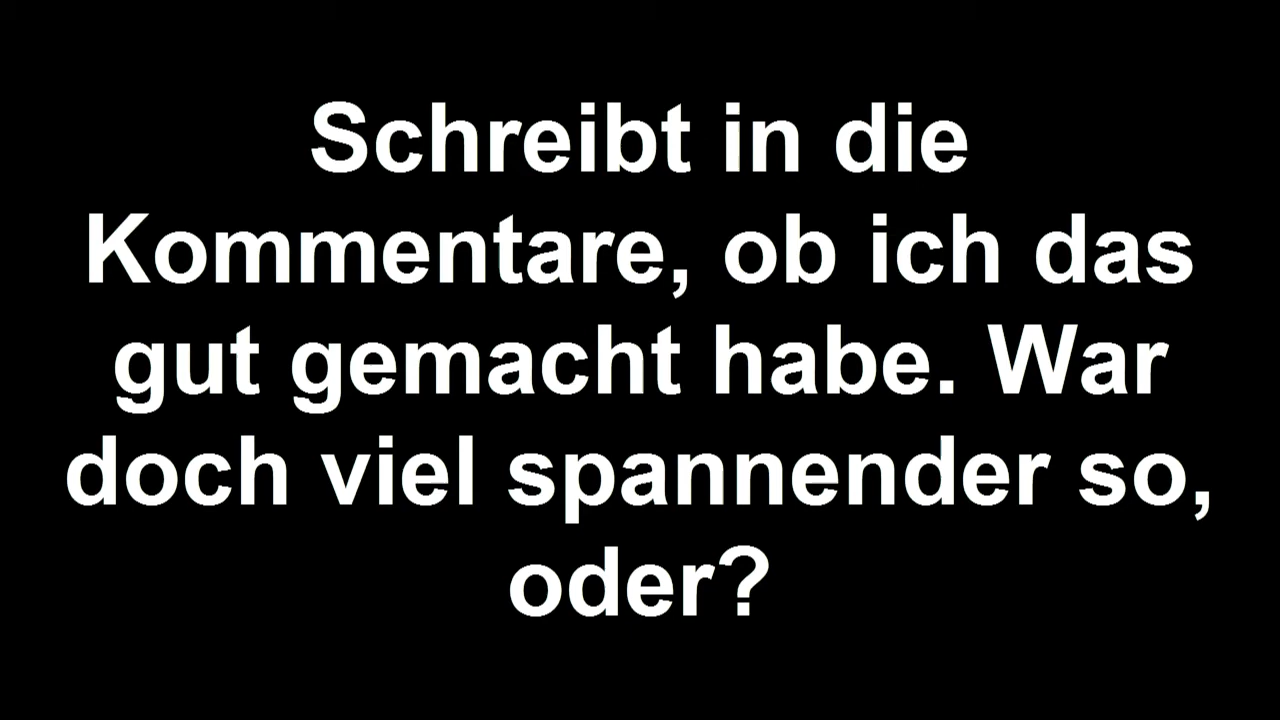 Schreibt in die
Kommentare, ob ich das
gut gemacht habe. War
doch viel spannender so,
oder?